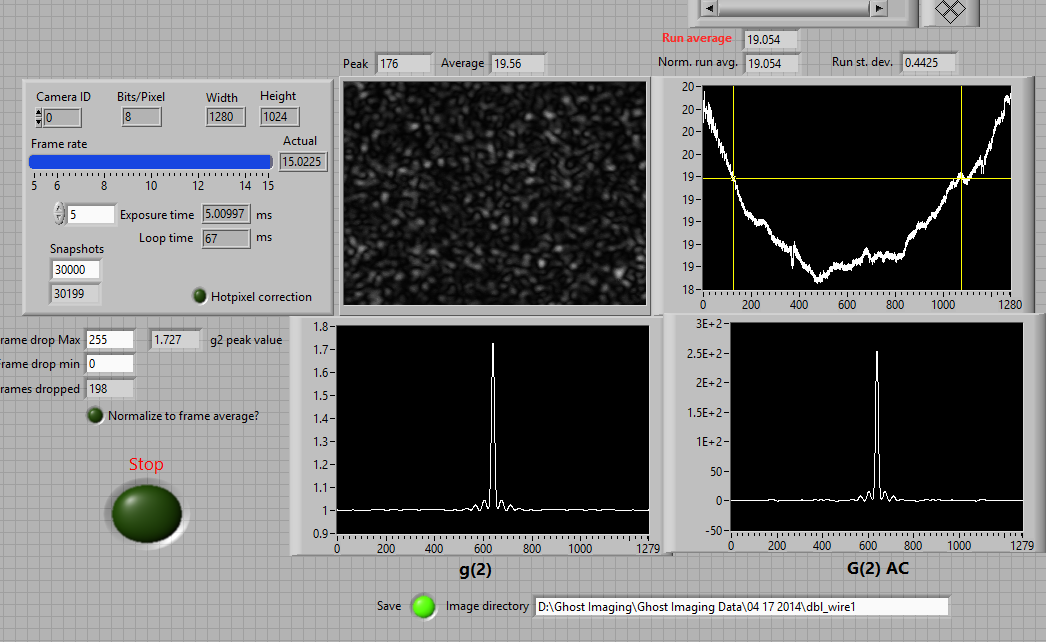 Run average 19.054
Peak 176 Average 19.56 Norm. run avg. 19.054 Run st. dev. 0.4425
Camera ID Bits/Pixel Width Height
0 8 1280 1024
Frame rate Actual
15.0225
5 6 8 10 12 14 15
5 Exposure time 5.00997 ms
Loop time 67 ms
Snapshots
30000
30199 Hotpixel correction
20
20
20
20
19
19
19
19
19
18
0 200 400 600 800 1000 1280
rame drop Max 255 1.727 g2 peak value
rame drop min 0
rames dropped 198
Normalize to frame average?
Stop
1.8
1.7
1.6
1.5
1.4
1.3
1.2
1.1
1
0.9
0 200 400 600 800 1000 1279
g(2)
3E+2
2.5E+2
2E+2
1.5E+2
1E+2
50
0
-50
0 200 400 600 800 1000 1279
G(2) AC
Save Image directory D:\Ghost Imaging\Ghost Imaging Data\04 17 2014\dbl_wire1